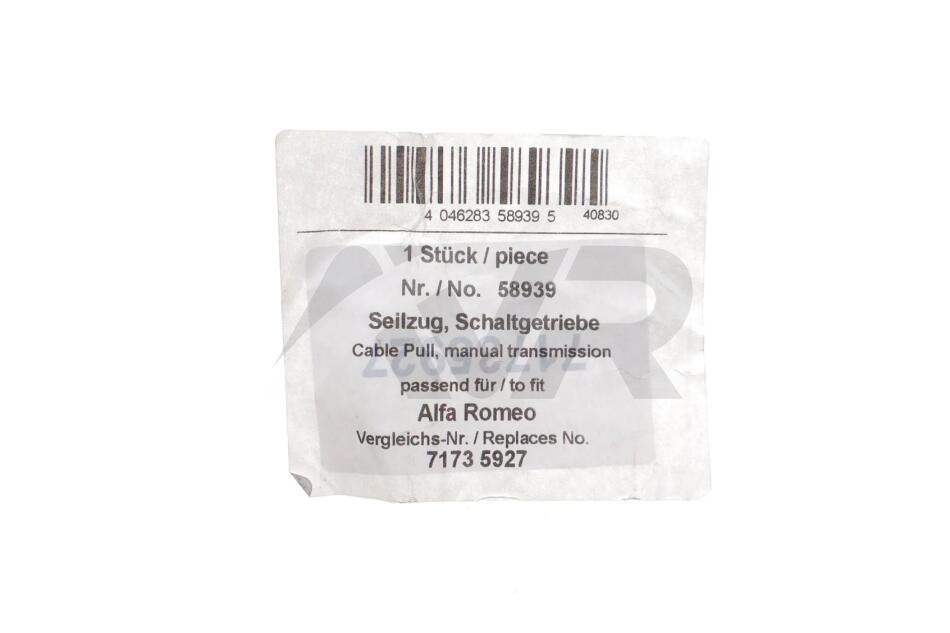 4 046283 58939 5 40830
1 Stück / piece
Nr. / No. 58939
Seilzug, Schaltgetriebe
Cable Pull, manual transmission
passend für / to fit
Alfa Romeo
Vergleichs-Nr. / Replaces No.
7173 5927